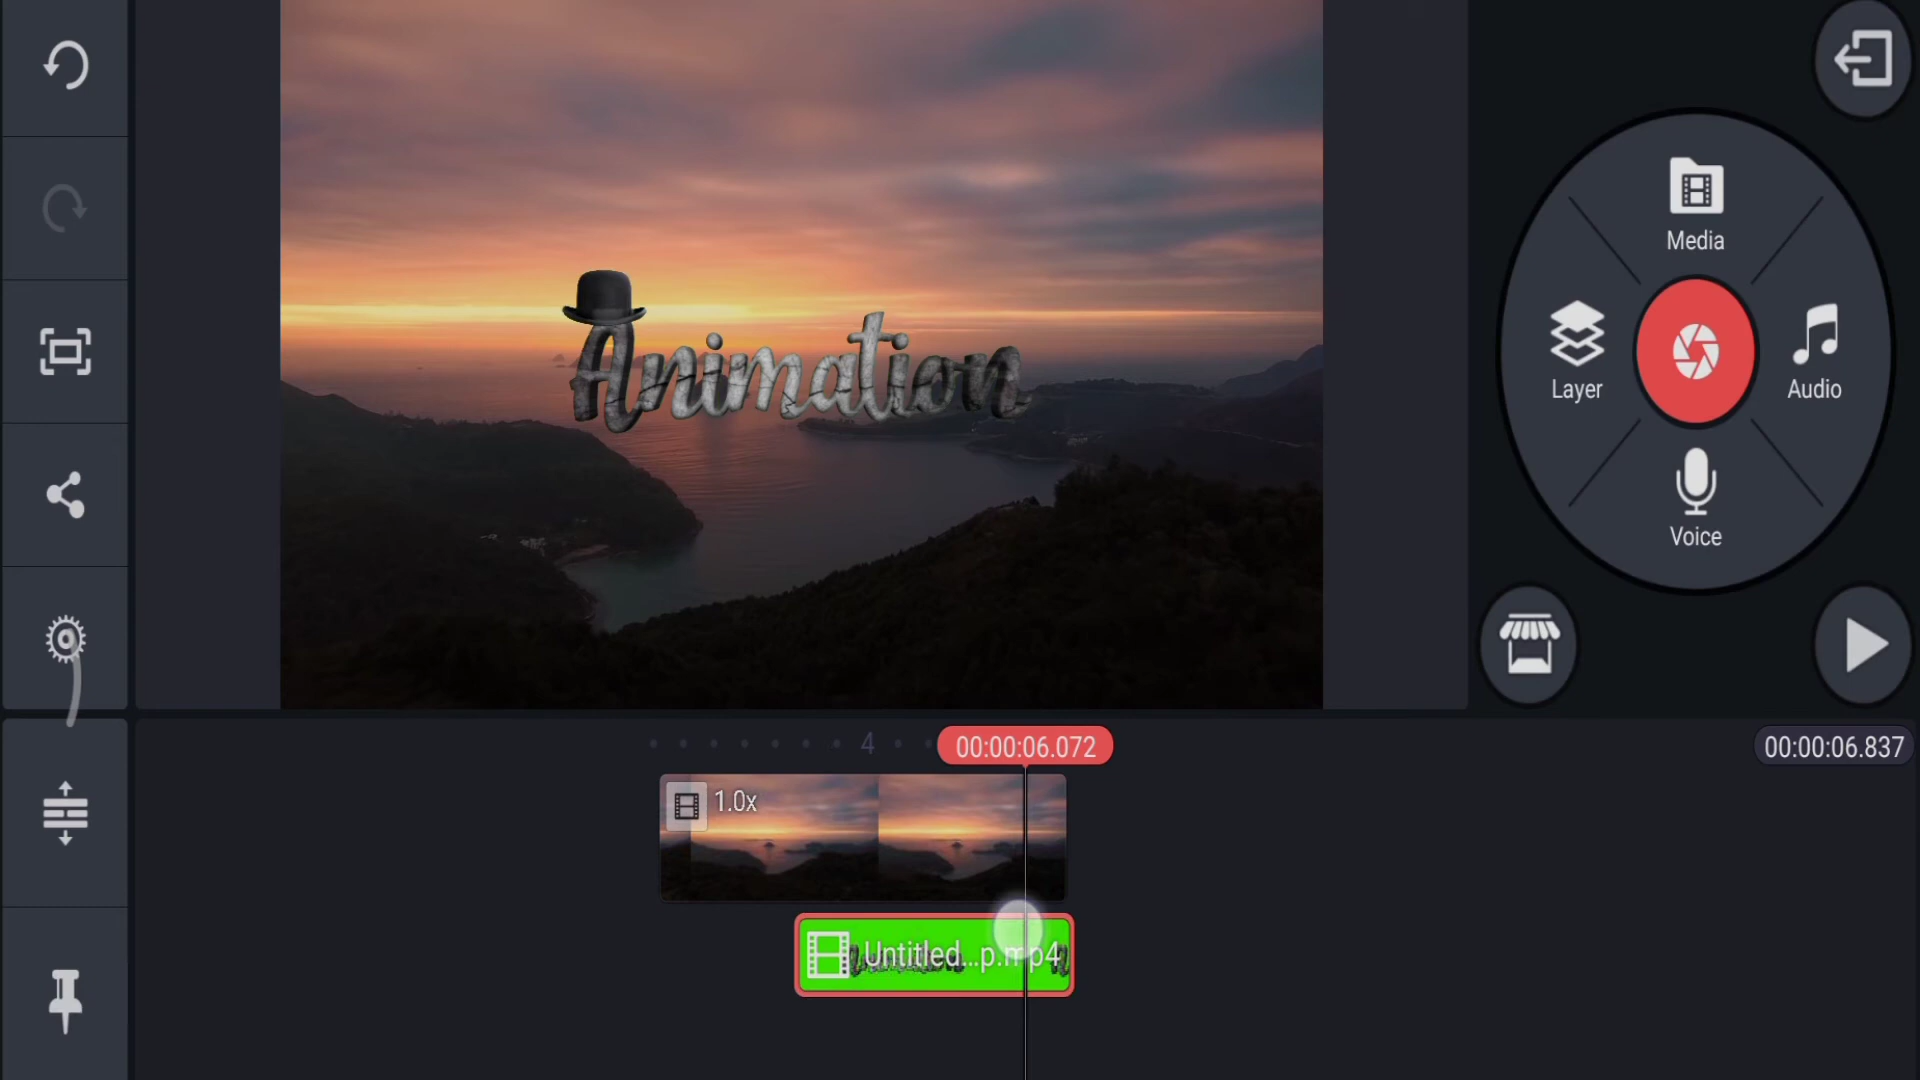 Animation
Media
Layer
Audio
Voice
4
00:00:06.072
00:00:06.837
1.0x
Untitled...p.mp4